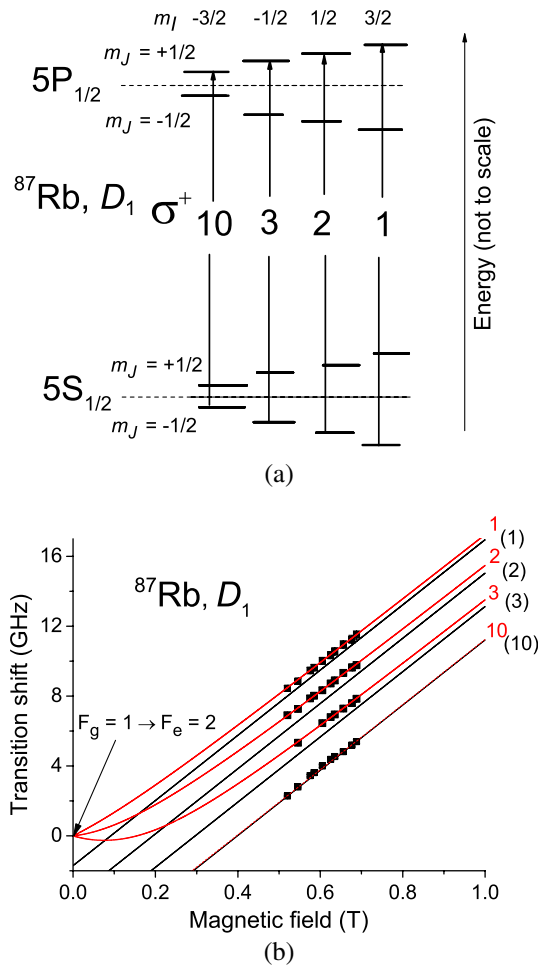 m_I -3/2 -1/2 1/2 3/2
m_J = +1/2
5P_1/2
m_J = -1/2
^87Rb, D_1 σ^+ 10 3 2 1
m_J = +1/2
5S_1/2
m_J = -1/2
Energy (not to scale)
(a)
^87Rb, D_1
F_g = 1 → F_e = 2
1 (1)
2 (2)
3 (3)
10 (10)
16
12
8
4
0
Transition shift (GHz)
0.0 0.2 0.4 0.6 0.8 1.0
Magnetic field (T)
(b)